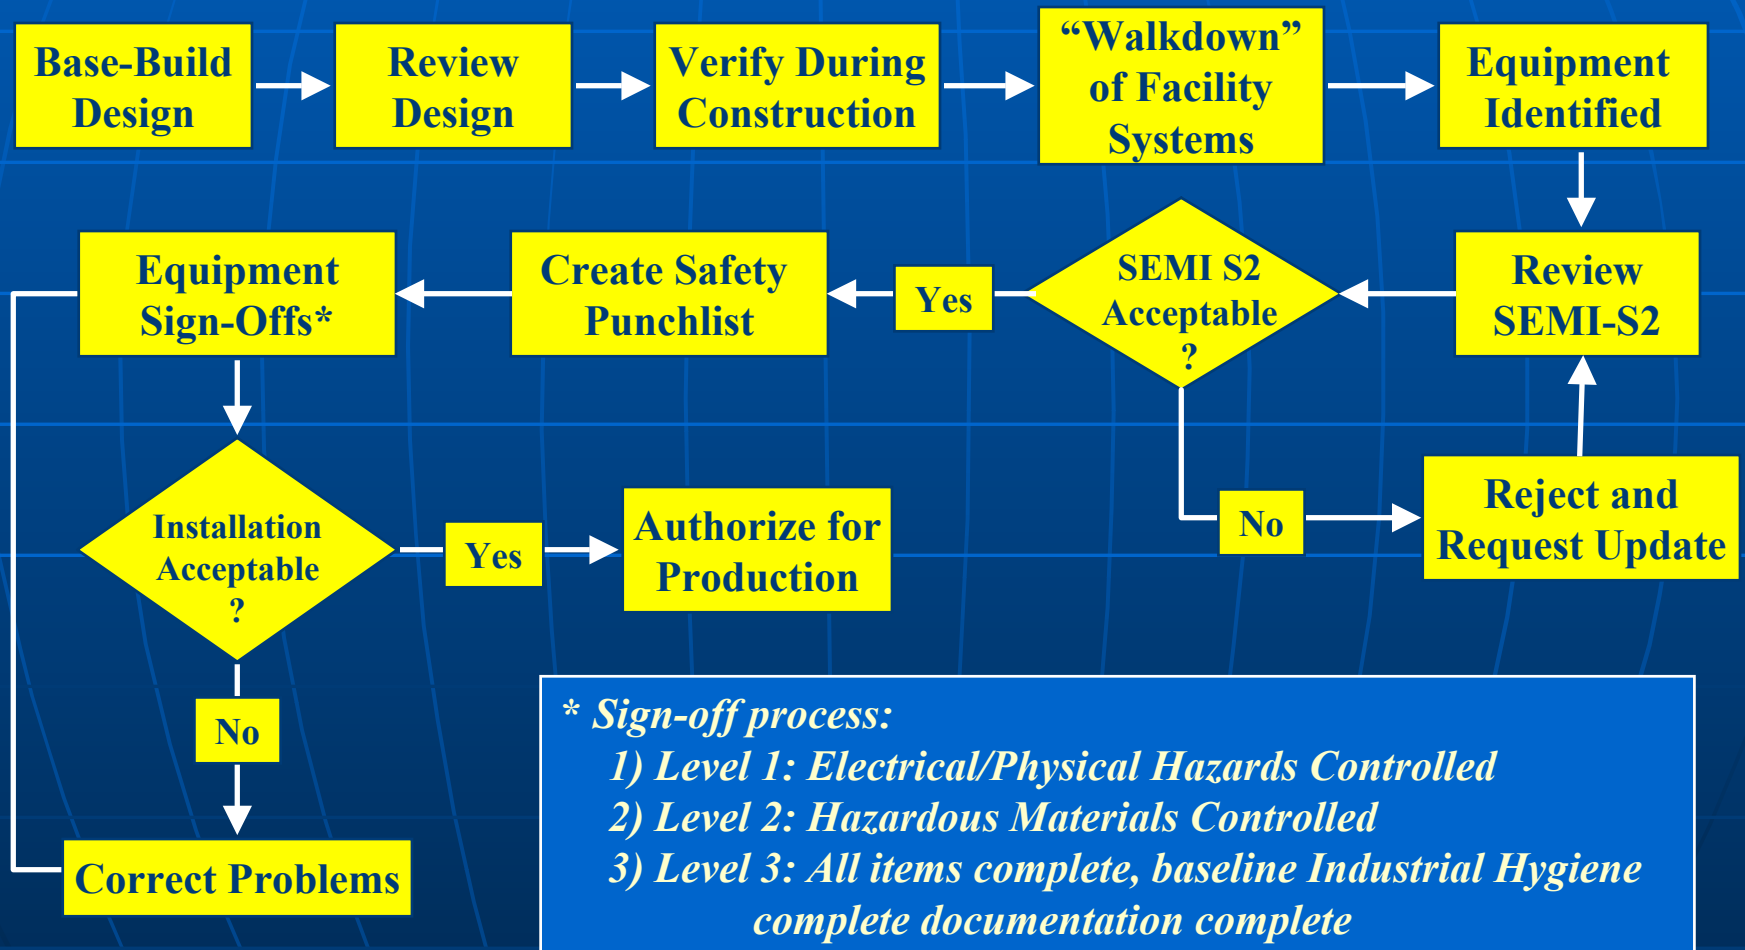 Base-Build
Design
Review
Design
Verify During
Construction
“Walkdown”
of Facility
Systems
Equipment
Identified
Equipment
Sign-Offs*
Create Safety
Punchlist
Yes
SEMI S2
Acceptable
?
Review
SEMI-S2
No
Reject and
Request Update
Installation
Acceptable
?
Yes
Authorize for
Production
No
Correct Problems
* Sign-off process:
1) Level 1: Electrical/Physical Hazards Controlled
2) Level 2: Hazardous Materials Controlled
3) Level 3: All items complete, baseline Industrial Hygiene
complete documentation complete